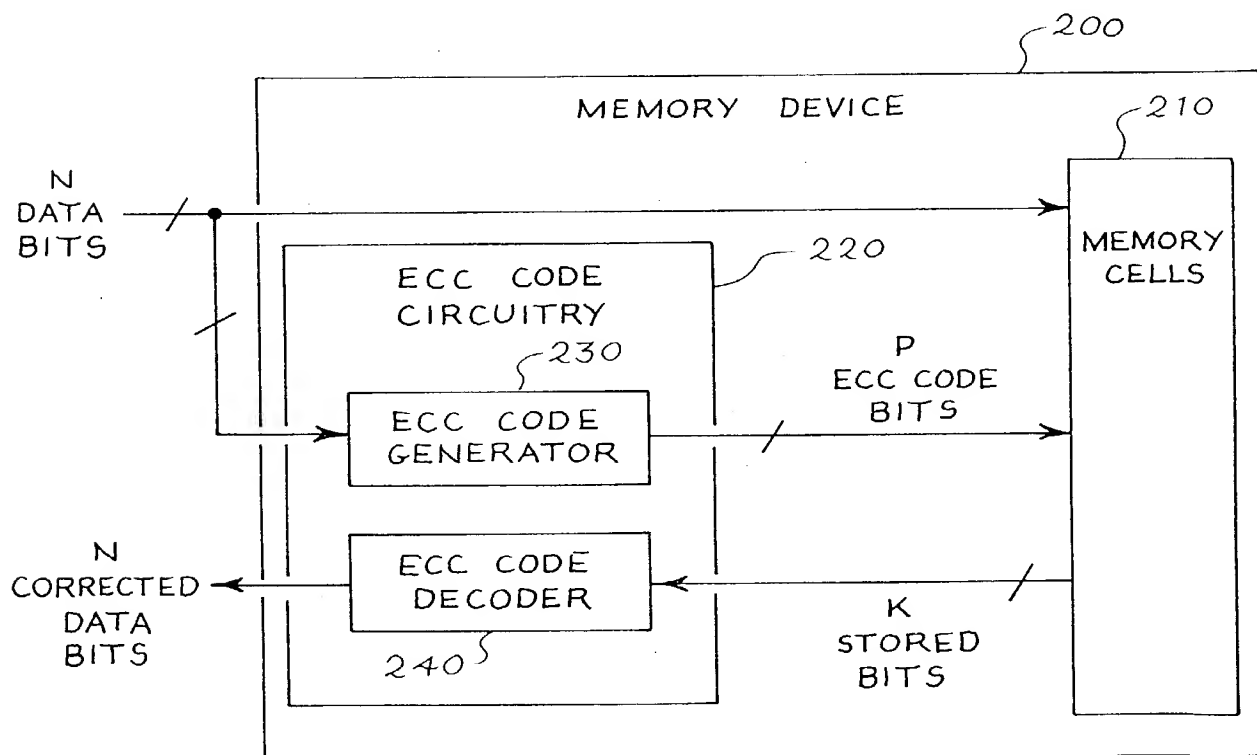 200
MEMORY DEVICE
210
N
DATA
BITS
MEMORY
CELLS
220
ECC CODE
CIRCUITRY
230
P
ECC CODE
BITS
ECC CODE
GENERATOR
N
CORRECTED
DATA
BITS
ECC CODE
DECODER
240
K
STORED
BITS